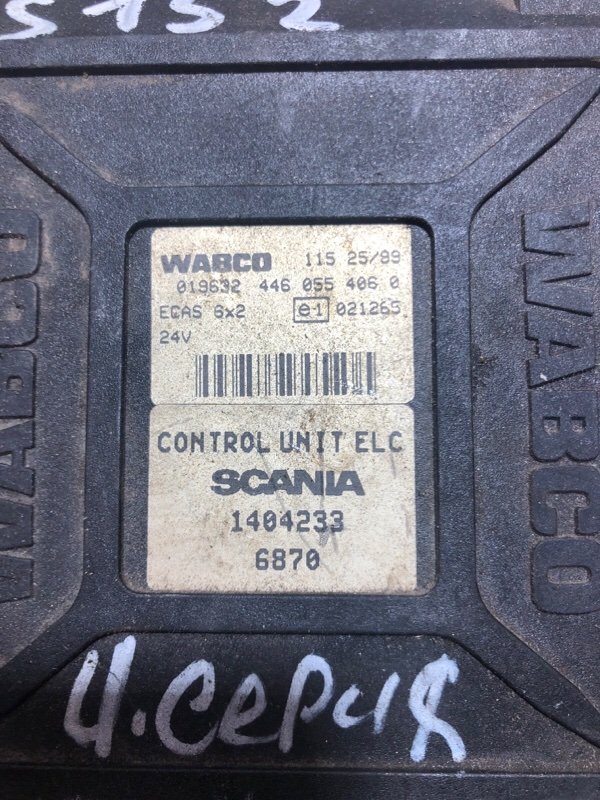 5152
WABCO
WABCO 115 25/99
019632 446 055 406 0
ECAS 6x2 e1 021265
24V
CONTROL UNIT ELC
SCANIA
1404233
6870
WABCO
4.серия